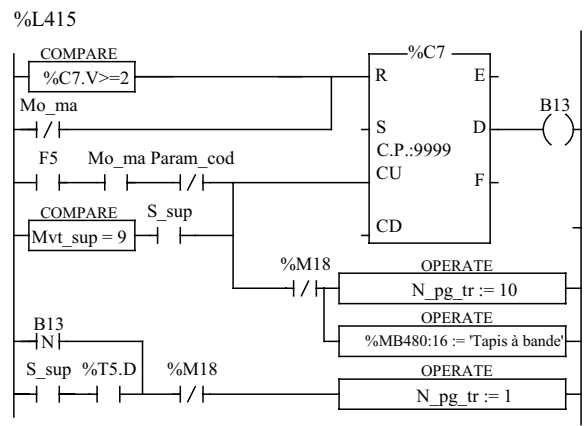 %L415
COMPARE
%C7
%C7.V>=2
R
E
Mo_ma
B13
S
D
C.P.:9999
F5
Mo_ma
Param_cod
CU
F
COMPARE
S_sup
Mvt_sup = 9
CD
%M18
OPERATE
N_pg_tr := 10
B13
OPERATE
N
%MB480:16 := 'Tapis à bande'
S_sup
%T5.D
%M18
OPERATE
N_pg_tr := 1